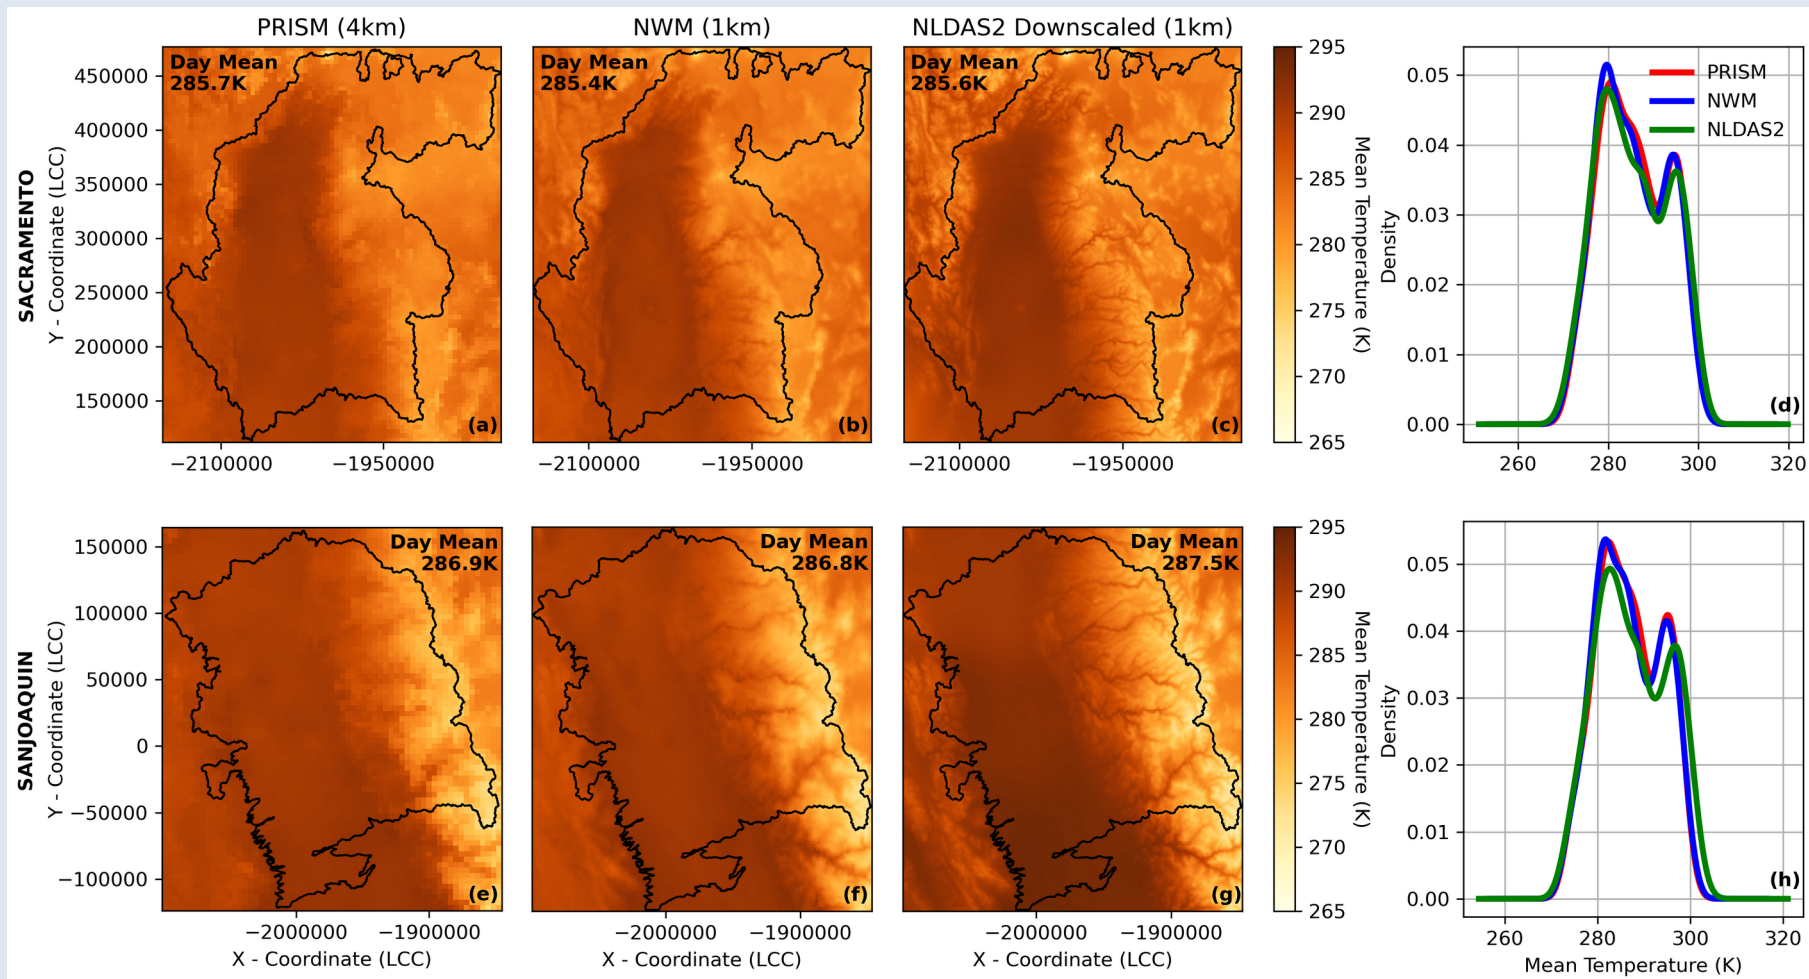 PRISM (4km)
NWM (1km)
NLDAS2 Downscaled (1km)
SACRAMENTO
Y - Coordinate (LCC)
450000
400000
350000
300000
250000
200000
150000
Day Mean
285.7K
(a)
−2100000
−1950000
Day Mean
285.4K
(b)
−2100000
−1950000
Day Mean
285.6K
(c)
−2100000
−1950000
295
290
285
280
275
270
265
Mean Temperature (K)
Density
0.05
0.04
0.03
0.02
0.01
0.00
PRISM
NWM
NLDAS2
(d)
260
280
300
320
SANJOAQUIN
Y - Coordinate (LCC)
150000
100000
50000
0
−50000
−100000
Day Mean
286.9K
(e)
−2000000
−1900000
X - Coordinate (LCC)
Day Mean
286.8K
(f)
−2000000
−1900000
X - Coordinate (LCC)
Day Mean
287.5K
(g)
−2000000
−1900000
X - Coordinate (LCC)
295
290
285
280
275
270
265
Mean Temperature (K)
Density
0.05
0.04
0.03
0.02
0.01
0.00
(h)
260
280
300
320
Mean Temperature (K)